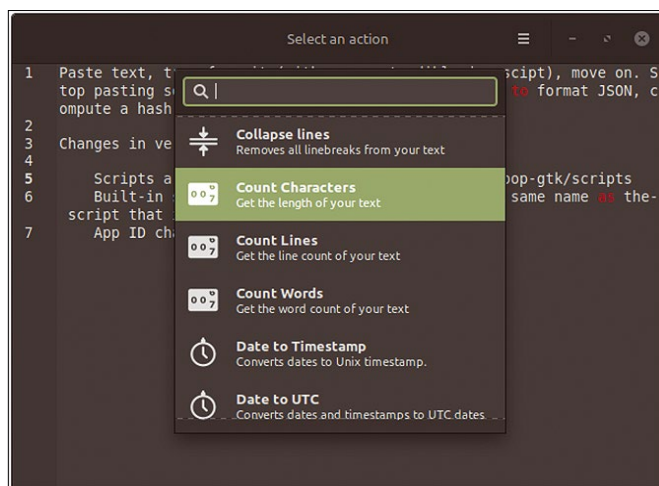 Select an action
1 Paste text, t
scipt), move on. S
top pasting s
to format JSON, c
ompute a hash
2
3 Changes in ve
4
5 Scripts a
pop-gtk/scripts
6 Built-in
same name as the-
script that
7 App ID ch
Collapse lines
Removes all linebreaks from your text
Count Characters
Get the length of your text
Count Lines
Get the line count of your text
Count Words
Get the word count of your text
Date to Timestamp
Converts dates to Unix timestamp.
Date to UTC
Converts dates and timestamps to UTC dates